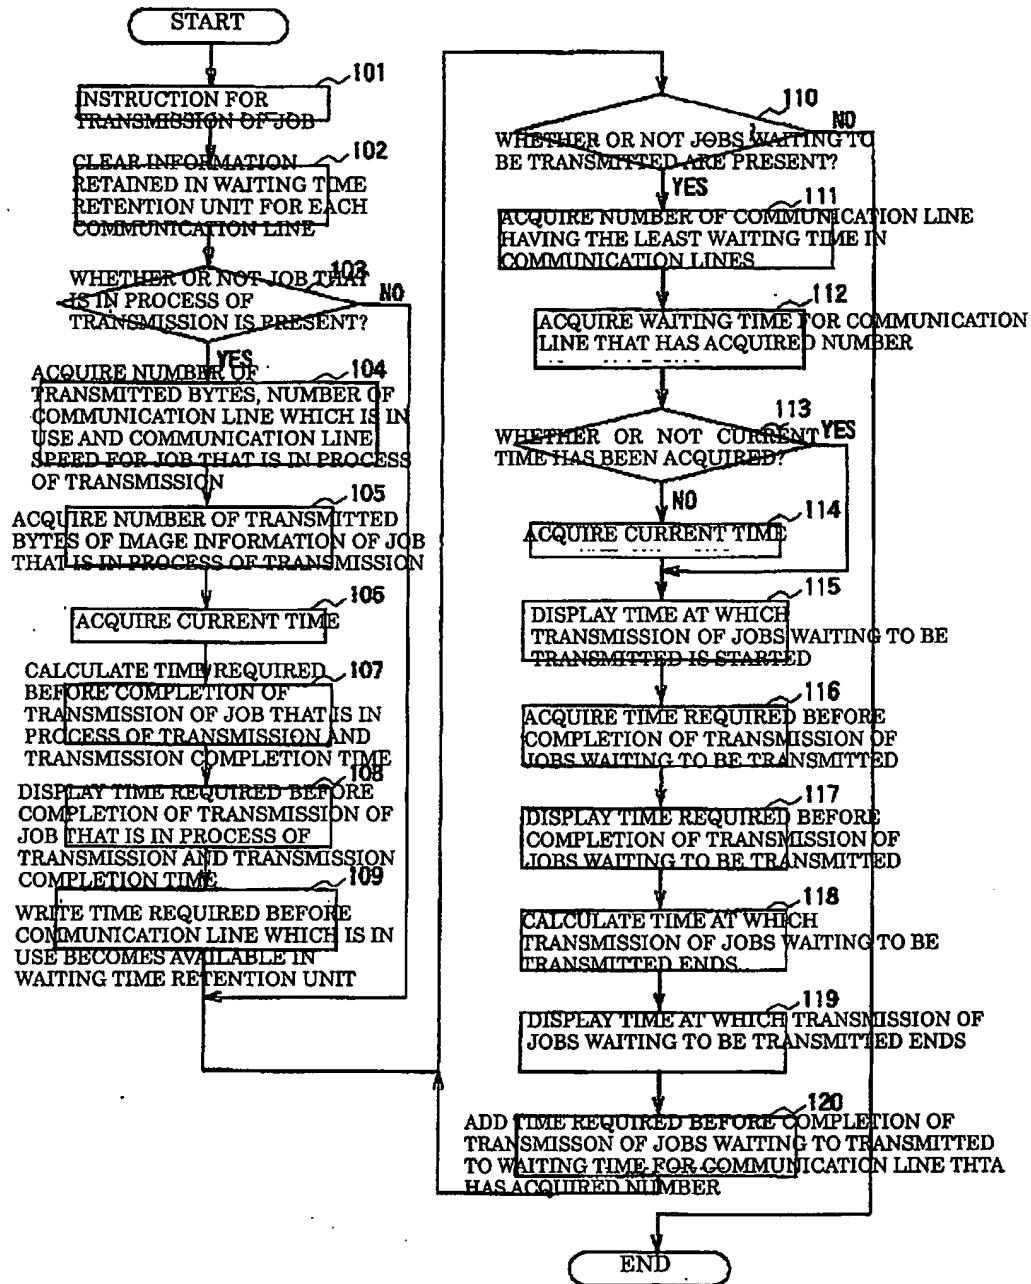 START
101
INSTRUCTION FOR
TRANSMISSION OF JOB
102
CLEAR INFORMATION
RETAINED IN WAITING TIME
RETENTION UNIT FOR EACH
COMMUNICATION LINE
103
WHETHER OR NOT JOB THAT
IS IN PROCESS OF
TRANSMISSION IS PRESENT?
NO
YES
104
ACQUIRE NUMBER OF
TRANSMITTED BYTES, NUMBER OF
COMMUNICATION LINE WHICH IS IN
USE AND COMMUNICATION LINE
SPEED FOR JOB THAT IS IN PROCESS
OF TRANSMISSION
105
ACQUIRE NUMBER OF TRANSMITTED
BYTES OF IMAGE INFORMATION OF JOB
THAT IS IN PROCESS OF TRANSMISSION
106
ACQUIRE CURRENT TIME
107
CALCULATE TIME REQUIRED
BEFORE COMPLETION OF
TRANSMISSION OF JOB THAT IS IN
PROCESS OF TRANSMISSION AND
TRANSMISSION COMPLETION TIME
108
DISPLAY TIME REQUIRED BEFORE
COMPLETION OF TRANSMISSION OF
JOB THAT IS IN PROCESS OF
TRANSMISSION AND TRANSMISSION
COMPLETION TIME
109
WRITE TIME REQUIRED BEFORE
COMMUNICATION LINE WHICH IS IN
USE BECOMES AVAILABLE IN
WAITING TIME RETENTION UNIT
110
WHETHER OR NOT JOBS WAITING TO
BE TRANSMITTED ARE PRESENT?
NO
YES
111
ACQUIRE NUMBER OF COMMUNICATION LINE
HAVING THE LEAST WAITING TIME IN
COMMUNICATION LINES
112
ACQUIRE WAITING TIME FOR COMMUNICATION
LINE THAT HAS ACQUIRED NUMBER
113
WHETHER OR NOT CURRENT
TIME HAS BEEN ACQUIRED?
YES
NO
114
ACQUIRE CURRENT TIME
115
DISPLAY TIME AT WHICH
TRANSMISSION OF JOBS WAITING TO BE
TRANSMITTED IS STARTED
116
ACQUIRE TIME REQUIRED BEFORE
COMPLETION OF TRANSMISSION OF
JOBS WAITING TO BE TRANSMITTED
117
DISPLAY TIME REQUIRED BEFORE
COMPLETION OF TRANSMISSION OF
JOBS WAITING TO BE TRANSMITTED
118
CALCULATE TIME AT WHICH
TRANSMISSION OF JOBS WAITING TO BE
TRANSMITTED ENDS
119
DISPLAY TIME AT WHICH TRANSMISSION OF
JOBS WAITING TO BE TRANSMITTED ENDS
120
ADD TIME REQUIRED BEFORE COMPLETION OF
TRANSMISSON OF JOBS WAITING TO TRANSMITTED
TO WAITING TIME FOR COMMUNICATION LINE THTA
HAS ACQUIRED NUMBER
END